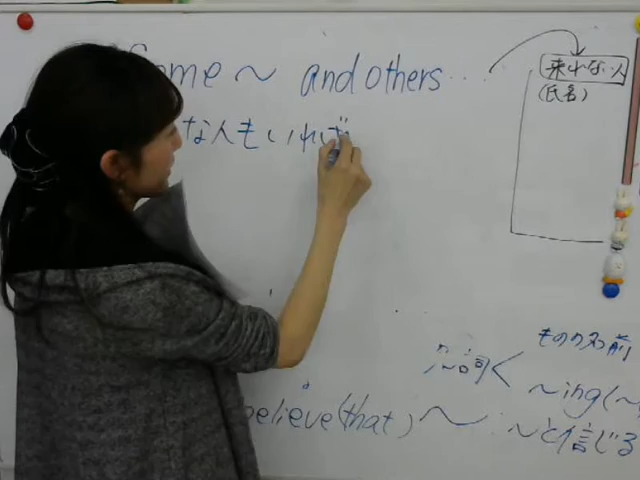 Some ~ and others...
な人もいれば
来れない人
(氏名)
名詞 < ものの名前
~ing(~
believe(that) ~
~と信じる